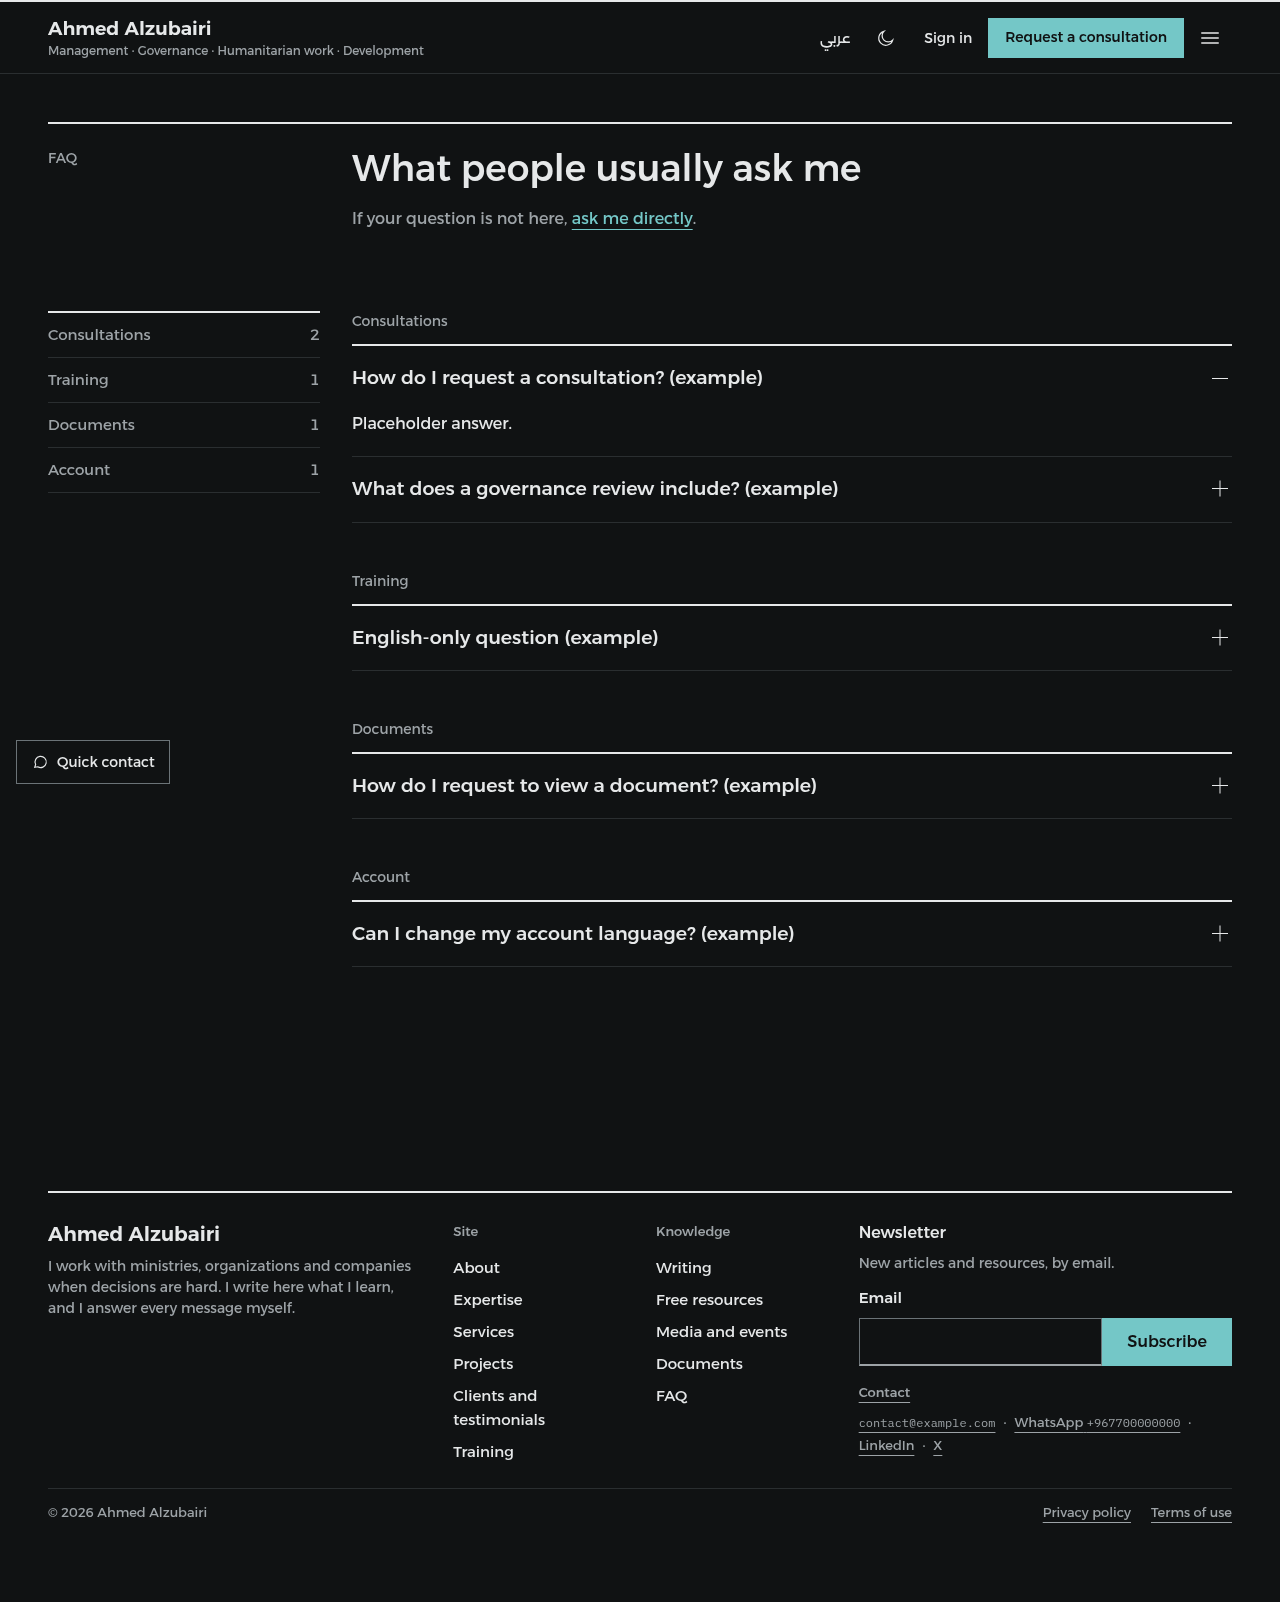 Ahmed Alzubairi
Management · Governance · Humanitarian work · Development
عربي
Sign in
Request a consultation
FAQ
What people usually ask me
If your question is not here, ask me directly.
Consultations 2
Training 1
Documents 1
Account 1
Consultations
How do I request a consultation? (example)
Placeholder answer.
What does a governance review include? (example)
Training
English-only question (example)
Documents
How do I request to view a document? (example)
Account
Can I change my account language? (example)
Quick contact
Ahmed Alzubairi
I work with ministries, organizations and companies
when decisions are hard. I write here what I learn,
and I answer every message myself.
Site
About
Expertise
Services
Projects
Clients and
testimonials
Training
Knowledge
Writing
Free resources
Media and events
Documents
FAQ
Newsletter
New articles and resources, by email.
Email
Subscribe
Contact
contact@example.com · WhatsApp +967700000000 ·
LinkedIn · X
© 2026 Ahmed Alzubairi
Privacy policy
Terms of use